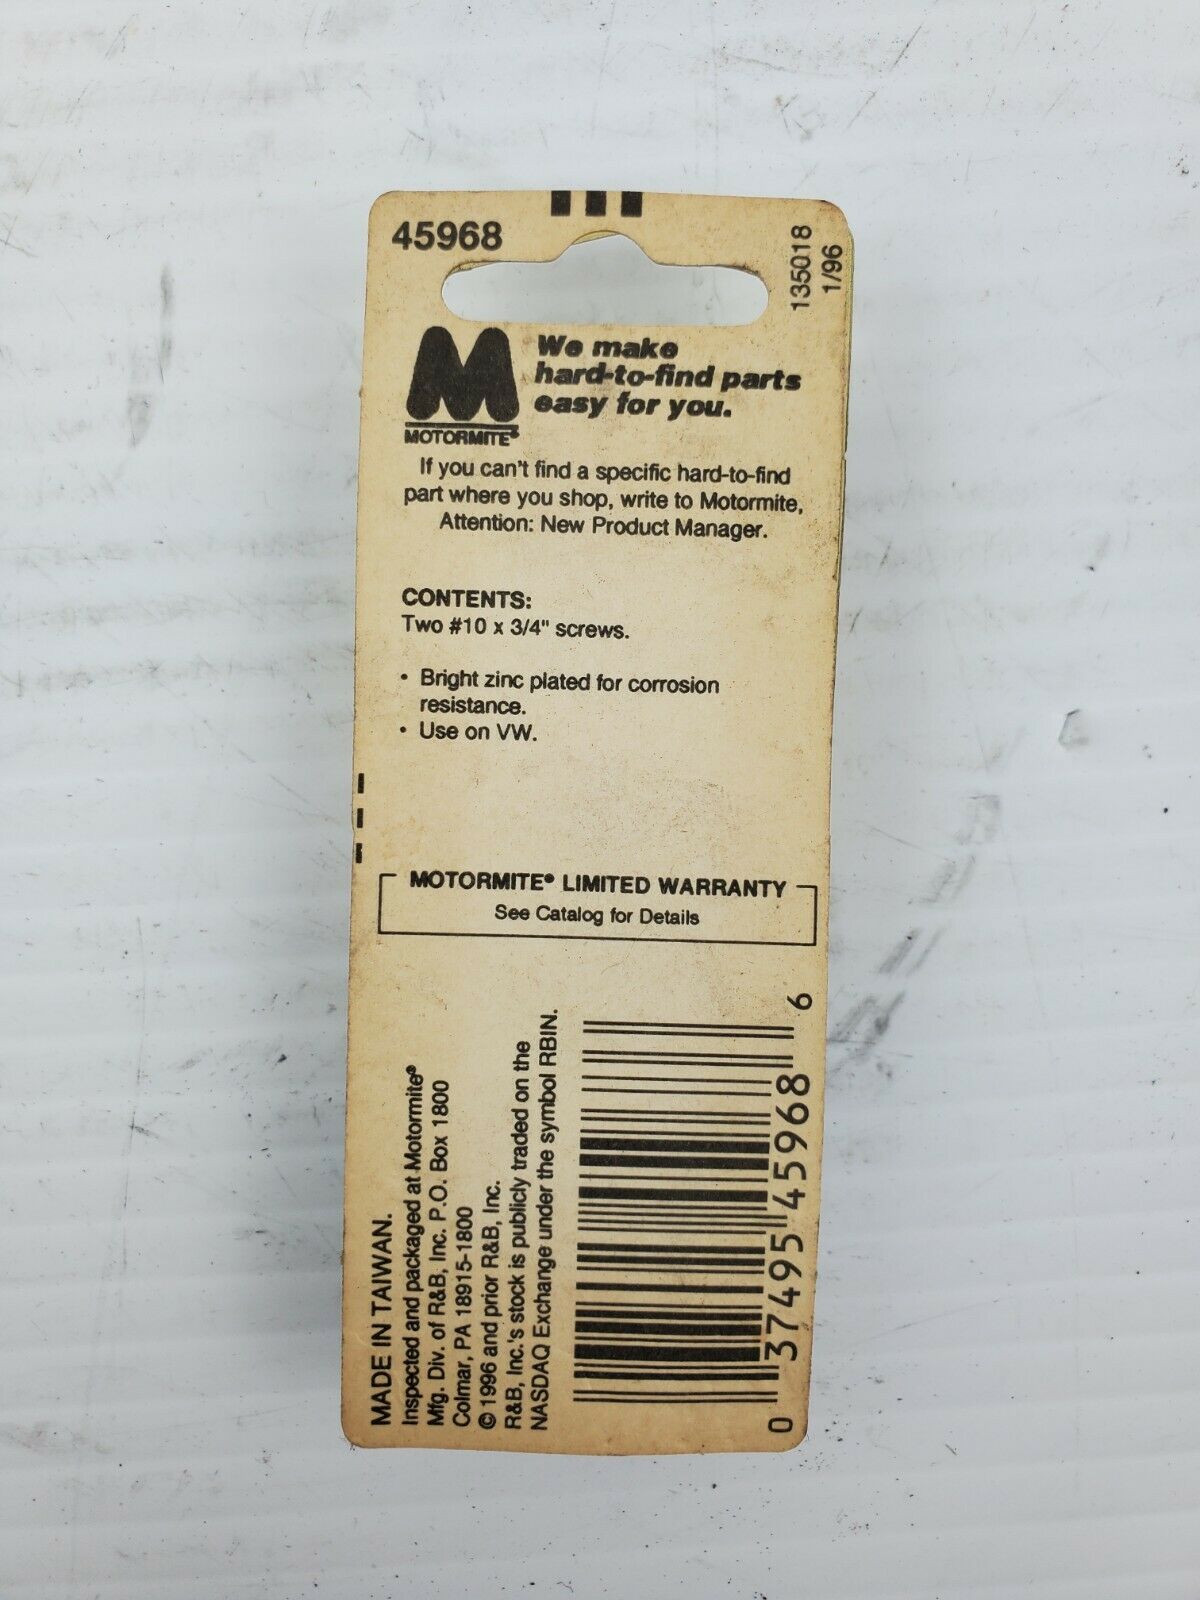 45968
135018
1/96
We make
hard-to-find parts
easy for you.
MOTORMITE®
If you can't find a specific hard-to-find
part where you shop, write to Motormite,
Attention: New Product Manager.
CONTENTS:
Two #10 x 3/4" screws.
• Bright zinc plated for corrosion
resistance.
• Use on VW.
MOTORMITE® LIMITED WARRANTY
See Catalog for Details
MADE IN TAIWAN.
Inspected and packaged at Motormite®
Mfg. Div. of R&B, Inc. P.O. Box 1800
Colmar, PA 18915-1800
© 1996 and prior R&B, Inc.
R&B, Inc.'s stock is publicly traded on the
NASDAQ Exchange under the symbol RBIN.
0 37495 45968 6